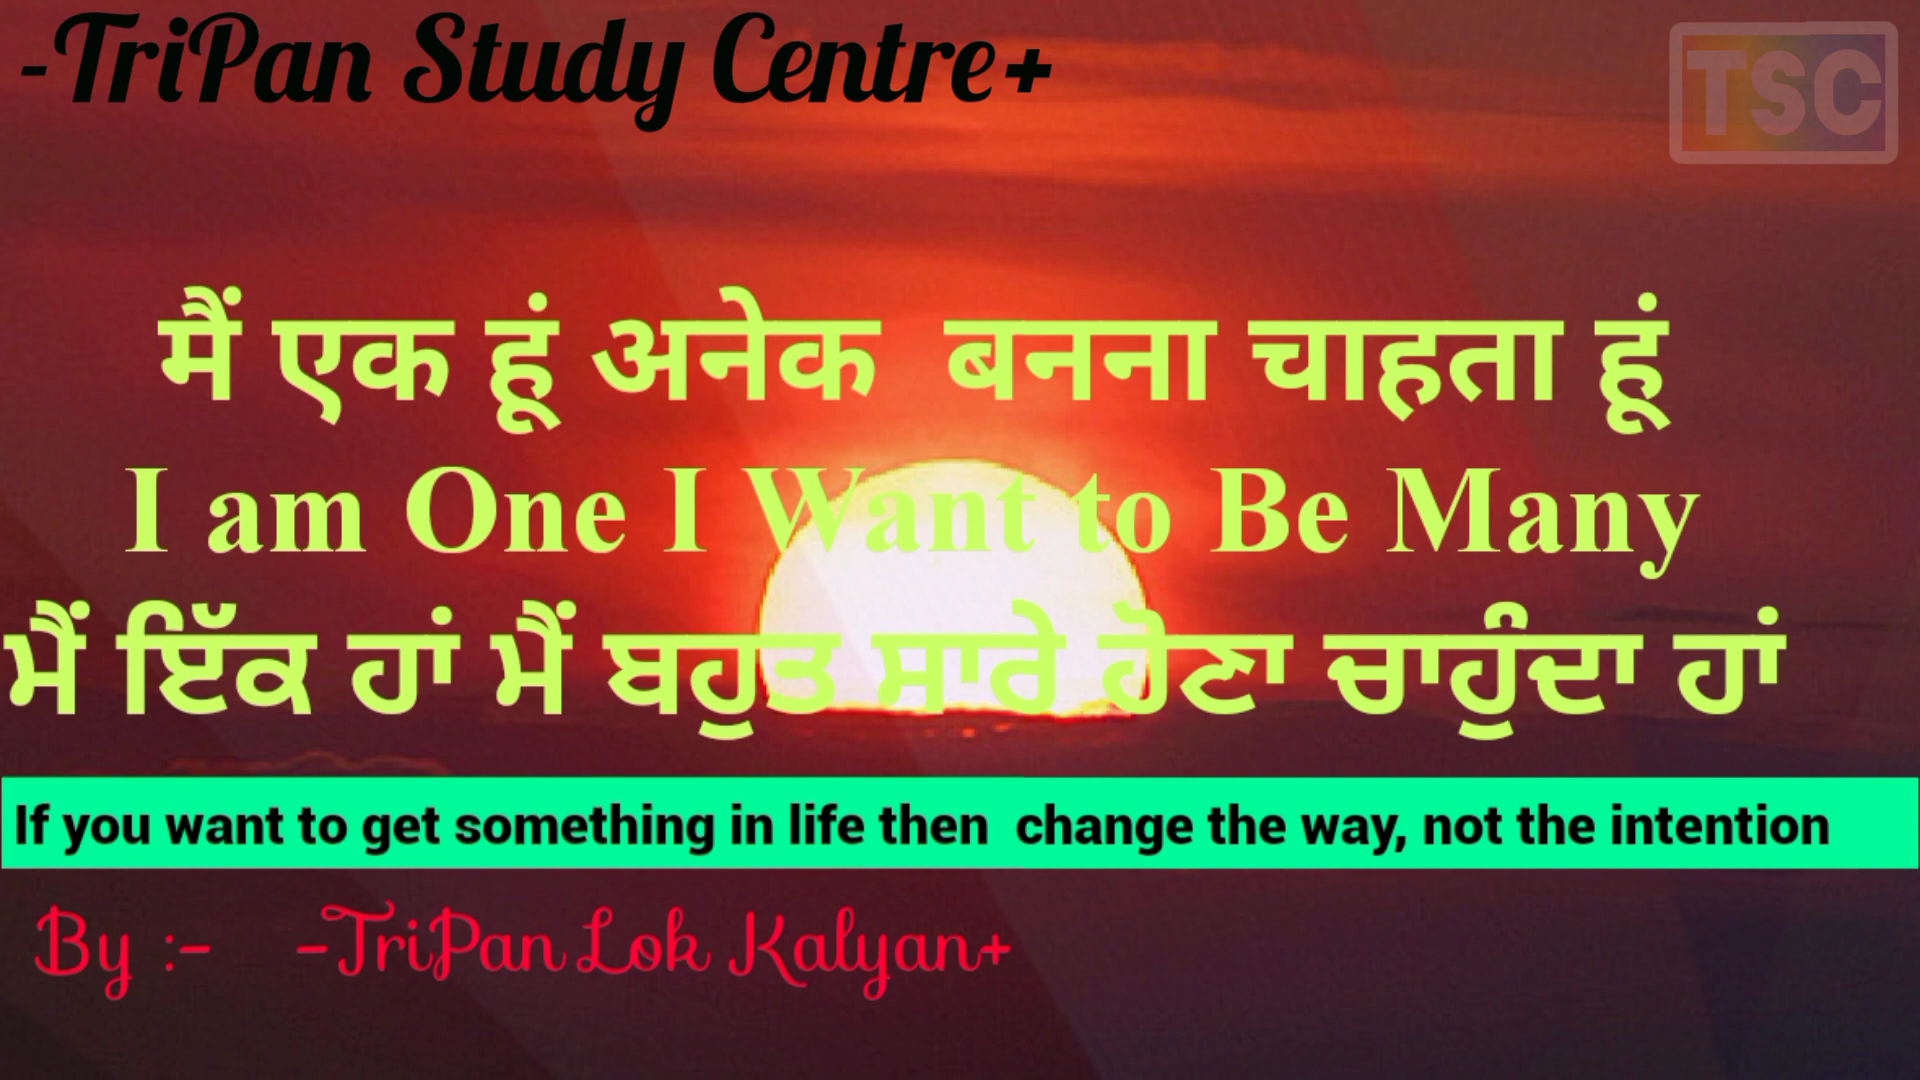 -TriPan Study Centre+
TSC
मैं एक हूं अनेक बनना चाहता हूं
I am One I Want to Be Many
ਮੈਂ ਇੱਕ ਹਾਂ ਮੈਂ ਬਹੁਤ ਸਾਰੇ ਹੋਣਾ ਚਾਹੁੰਦਾ ਹਾਂ
If you want to get something in life then change the way, not the intention
By :- -TriPan Lok Kalyan+